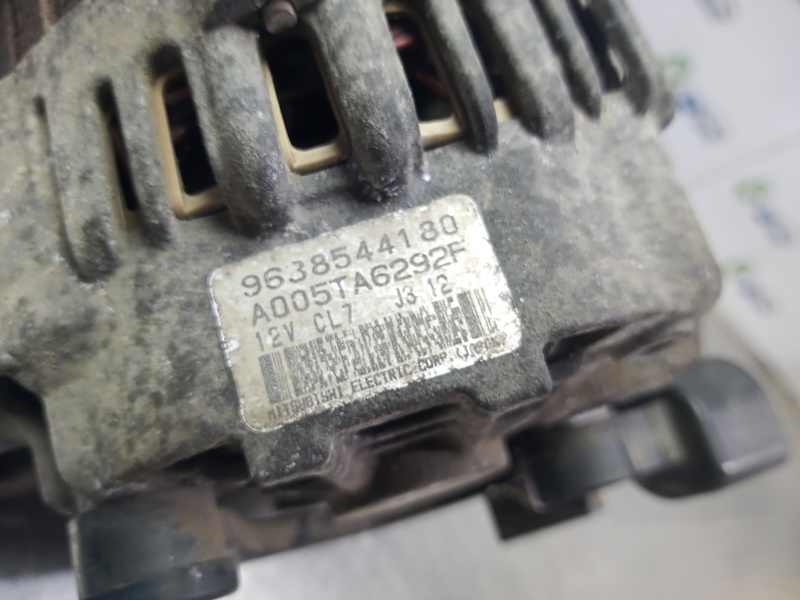 9638544180
A005TA6292F
12V CL7 J3 12
MITSUBISHI ELECTRIC CORP.